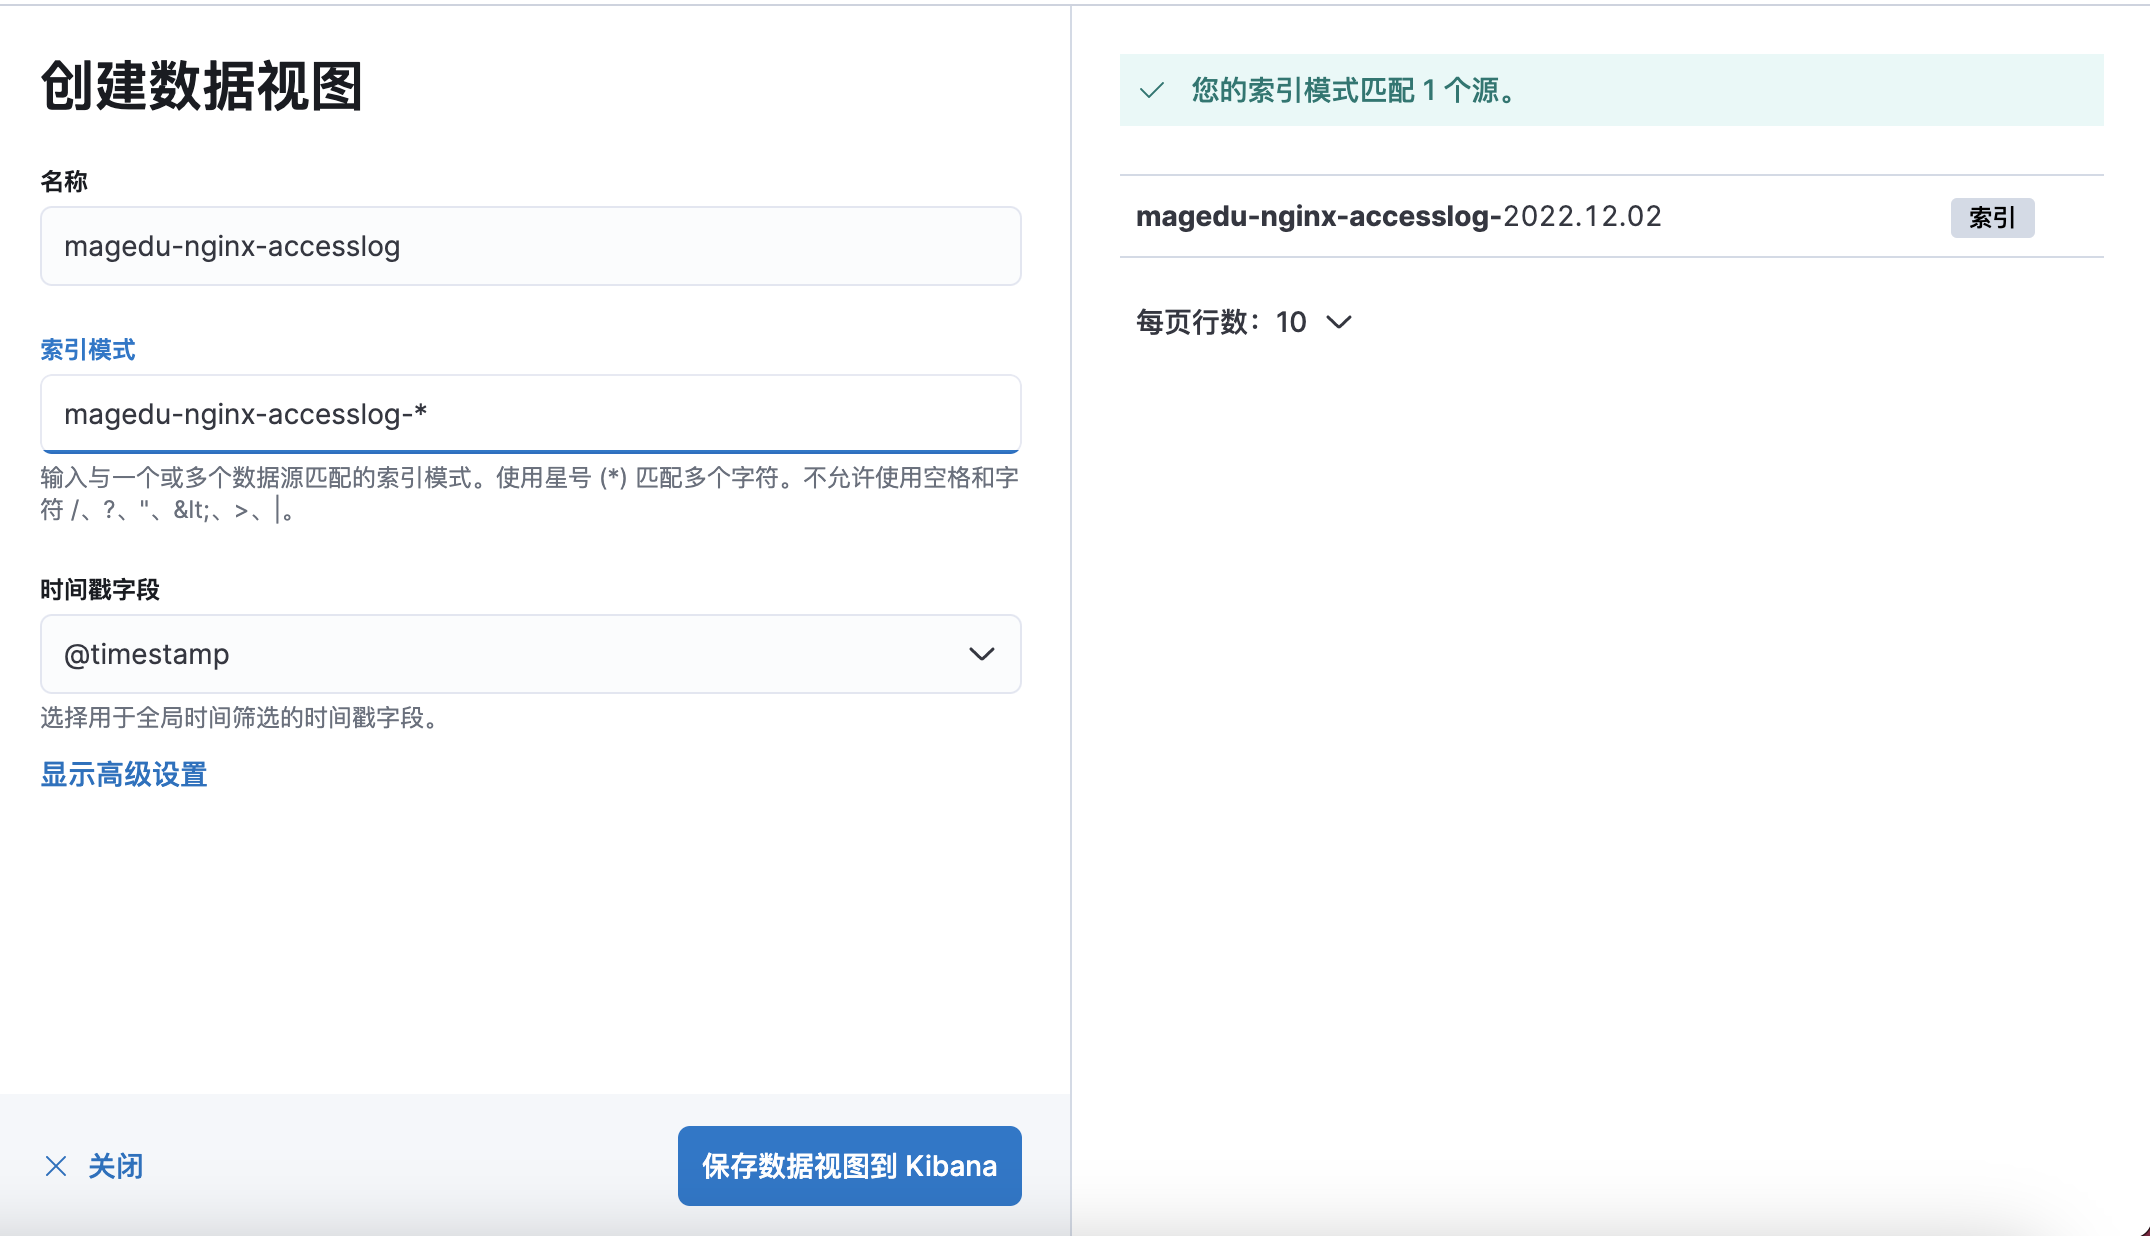 创建数据视图
名称
magedu-nginx-accesslog
索引模式
magedu-nginx-accesslog-*
输入与一个或多个数据源匹配的索引模式。使用星号 (*) 匹配多个字符。不允许使用空格和字
符 /、?、"、&lt;、>、|。
时间戳字段
@timestamp
选择用于全局时间筛选的时间戳字段。
显示高级设置
关闭
保存数据视图到 Kibana
您的索引模式匹配 1 个源。
magedu-nginx-accesslog-2022.12.02
索引
每页行数：10